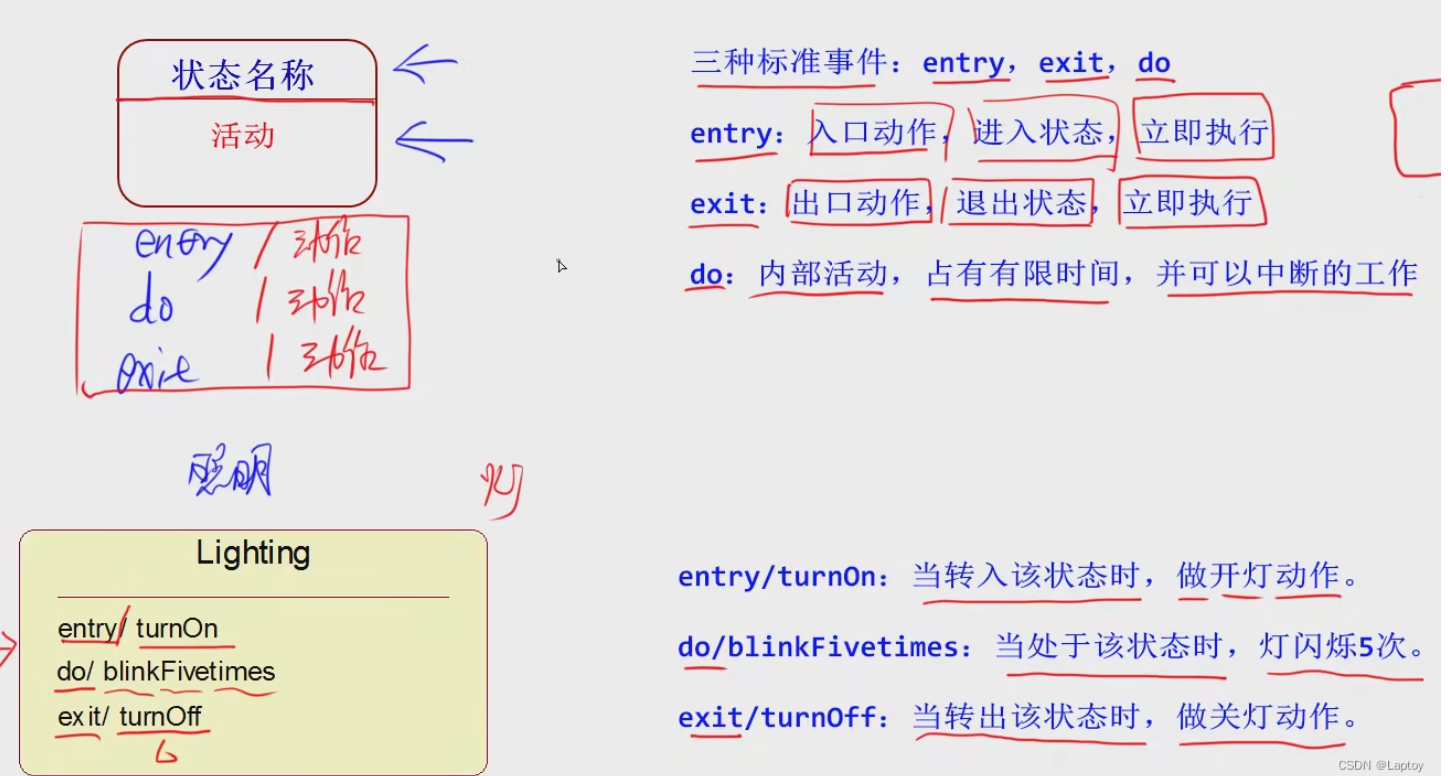 状态名称
活动
entry / 动作
do / 动作
exit / 动作
三种标准事件：entry，exit，do
entry：入口动作，进入状态，立即执行
exit：出口动作，退出状态，立即执行
do：内部活动，占有有限时间，并可以中断的工作
照明
灯
Lighting
entry/ turnOn
do/ blinkFivetimes
exit/ turnOff
entry/turnOn：当转入该状态时，做开灯动作。
do/blinkFivetimes：当处于该状态时，灯闪烁5次。
exit/turnOff：当转出该状态时，做关灯动作。
CSDN @Laptoy